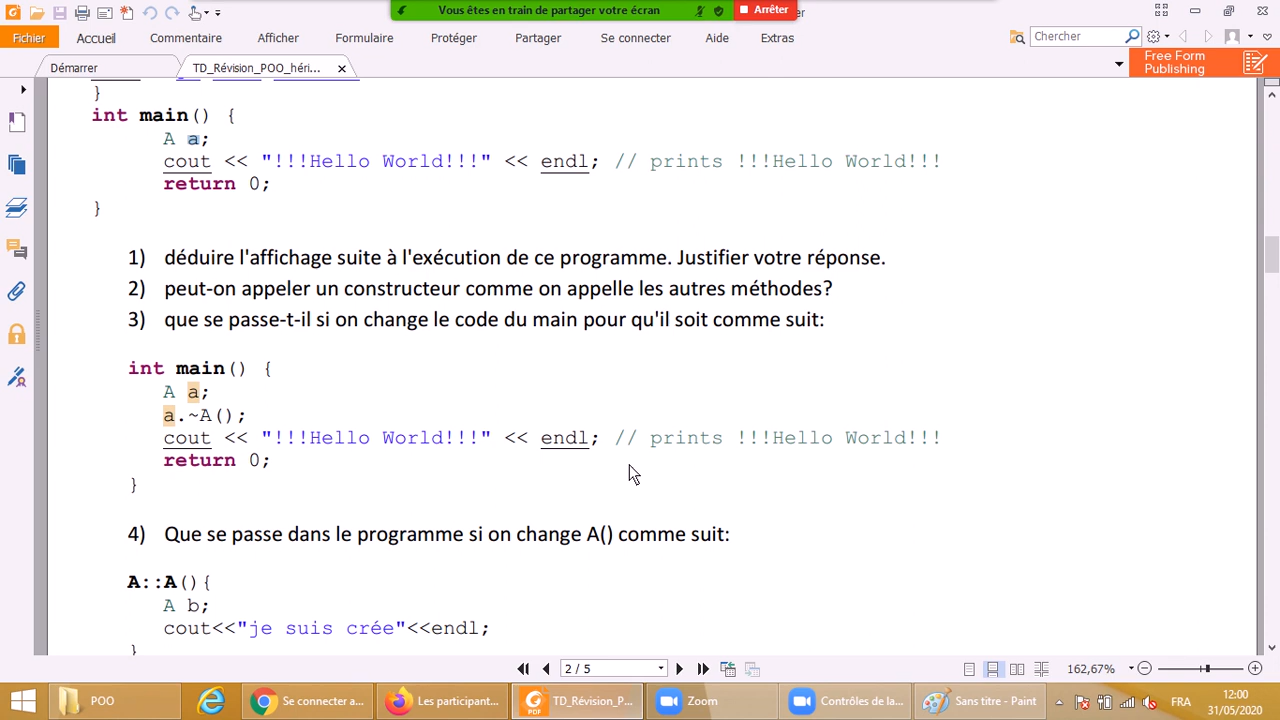 Vous êtes en train de partager votre écran
Arrêter
er
Fichier Accueil Commentaire Afficher Formulaire Protéger Partager Se connecter Aide Extras
Chercher
Démarrer
TD_Révision_POO_héri...
Free Form
Publishing
}
int main() {
A a;
cout << "!!!Hello World!!!" << endl; // prints !!!Hello World!!!
return 0;
}
1) déduire l'affichage suite à l'exécution de ce programme. Justifier votre réponse.
2) peut-on appeler un constructeur comme on appelle les autres méthodes?
3) que se passe-t-il si on change le code du main pour qu'il soit comme suit:
int main() {
A a;
a.~A();
cout << "!!!Hello World!!!" << endl; // prints !!!Hello World!!!
return 0;
}
4) Que se passe dans le programme si on change A() comme suit:
A::A(){
A b;
cout<<"je suis crée"<<endl;
}
2 / 5
162,67%
POO
Se connecter a...
Les participant...
TD_Révision_P...
Zoom
Contrôles de la...
Sans titre - Paint
FRA
12:00
31/05/2020